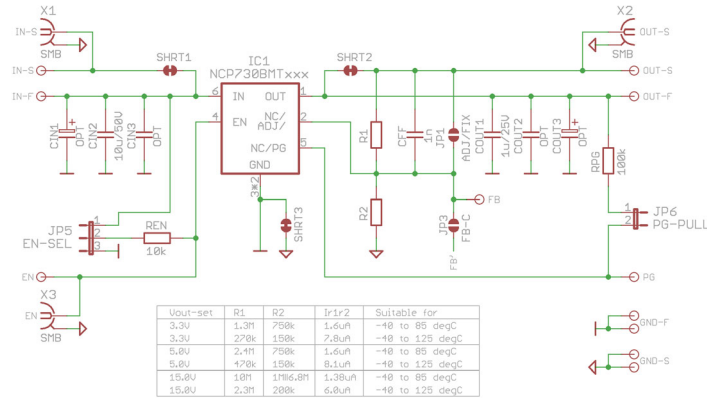 X1
X2
IN-S
OUT-S
SMB
SMB
SHRT1
SHRT2
IC1
NCP730BMTxxx
IN-S
OUT-S
IN-F
6
IN
OUT
1
OUT-F
4
EN
NC/
ADJ/
2
NC/PG
5
GND
3*2
CIN1
OPT
CIN2
10u/50V
CIN3
OPT
R1
CFF
1n
JP1
ADJ/FIX
COUT1
1u/25V
COUT2
OPT
COUT3
OPT
RPG
100k
R2
FB
JP3
FB-C
FB'
SHRT3
JP5
EN-SEL
1
2
3
REN
10k
1
2
JP6
PG-PULL
EN
PG
X3
EN
SMB
GND-F
GND-S
Vout-set R1 R2 Ir1r2 Suitable for
3.3V 1.3M 750k 1.6uA -40 to 85 degC
3.3V 270k 150k 7.8uA -40 to 125 degC
5.0V 2.4M 750k 1.6uA -40 to 85 degC
5.0V 470k 150k 8.1uA -40 to 125 degC
15.0V 10M 1M||6.8M 1.38uA -40 to 85 degC
15.0V 2.3M 200k 6.0uA -40 to 125 degC